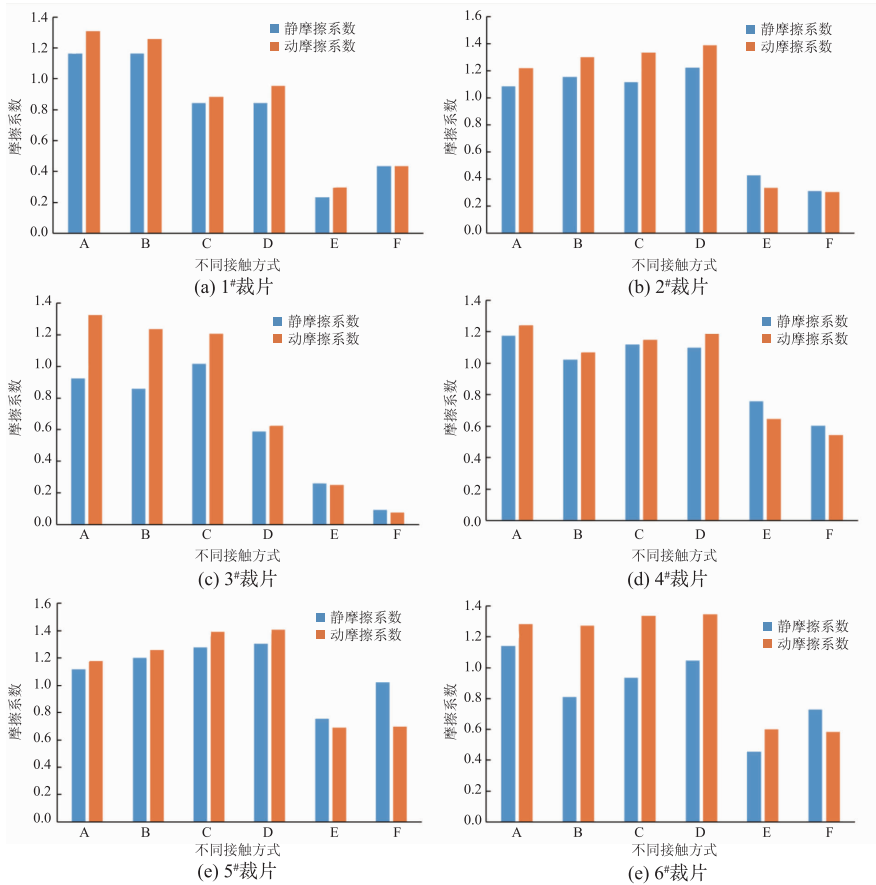 1.4
1.2
1.0
0.8
0.6
0.4
0.2
0.0
摩擦系数
静摩擦系数
动摩擦系数
A B C D E F
不同接触方式
(a) 1#裁片
1.6
1.4
1.2
1.0
0.8
0.6
0.4
0.2
0.0
摩擦系数
静摩擦系数
动摩擦系数
A B C D E F
不同接触方式
(b) 2#裁片
1.4
1.2
1.0
0.8
0.6
0.4
0.2
0.0
摩擦系数
静摩擦系数
动摩擦系数
A B C D E F
不同接触方式
(c) 3#裁片
1.4
1.2
1.0
0.8
0.6
0.4
0.2
0.0
摩擦系数
静摩擦系数
动摩擦系数
A B C D E F
不同接触方式
(d) 4#裁片
1.6
1.4
1.2
1.0
0.8
0.6
0.4
0.2
0.0
摩擦系数
静摩擦系数
动摩擦系数
A B C D E F
不同接触方式
(e) 5#裁片
1.4
1.2
1.0
0.8
0.6
0.4
0.2
0.0
摩擦系数
静摩擦系数
动摩擦系数
A B C D E F
不同接触方式
(e) 6#裁片